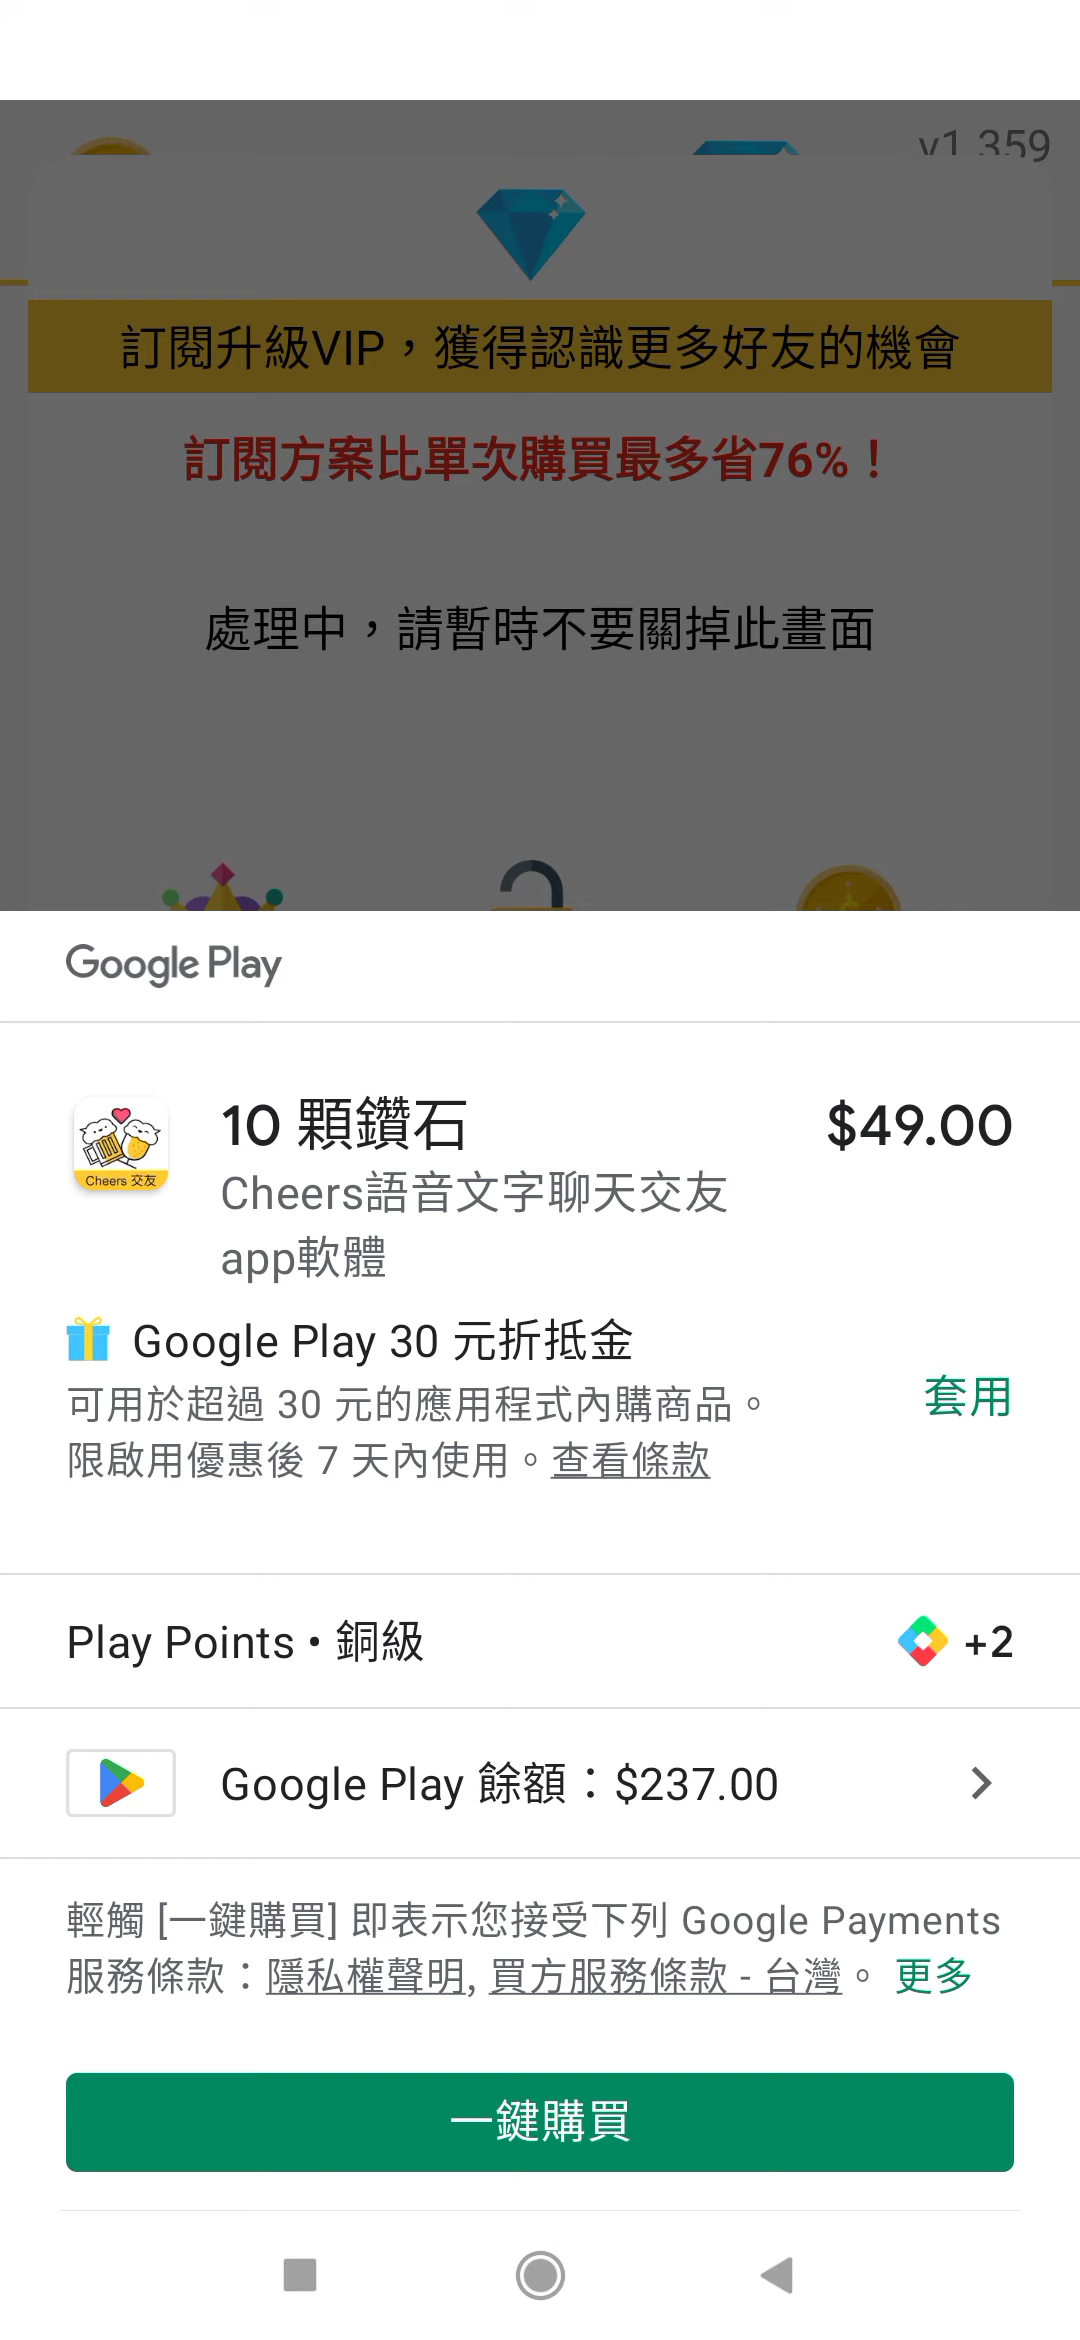 v1.359
訂閱升級VIP，獲得認識更多好友的機會
訂閱方案比單次購買最多省76%！
處理中，請暫時不要關掉此畫面
Google Play
10 顆鑽石
$49.00
Cheers 交友
Cheers語音文字聊天交友
app軟體
Google Play 30 元折抵金
可用於超過 30 元的應用程式內購商品。
限啟用優惠後 7 天內使用。查看條款
套用
Play Points • 銅級
+2
Google Play 餘額：$237.00
輕觸 [一鍵購買] 即表示您接受下列 Google Payments
服務條款：隱私權聲明, 買方服務條款 - 台灣。 更多
一鍵購買